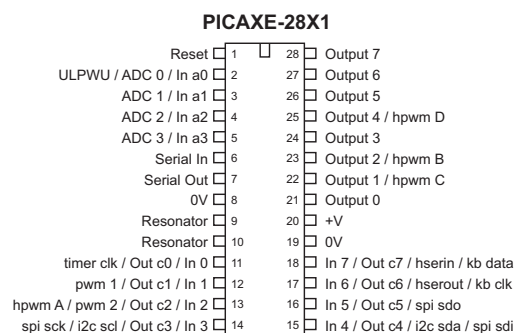 PICAXE-28X1
Reset 1 28 Output 7
ULPWU / ADC 0 / In a0 2 27 Output 6
ADC 1 / In a1 3 26 Output 5
ADC 2 / In a2 4 25 Output 4 / hpwm D
ADC 3 / In a3 5 24 Output 3
Serial In 6 23 Output 2 / hpwm B
Serial Out 7 22 Output 1 / hpwm C
0V 8 21 Output 0
Resonator 9 20 +V
Resonator 10 19 0V
timer clk / Out c0 / In 0 11 18 In 7 / Out c7 / hserin / kb data
pwm 1 / Out c1 / In 1 12 17 In 6 / Out c6 / hserout / kb clk
hpwm A / pwm 2 / Out c2 / In 2 13 16 In 5 / Out c5 / spi sdo
spi sck / i2c scl / Out c3 / In 3 14 15 In 4 / Out c4 / i2c sda / spi sdi